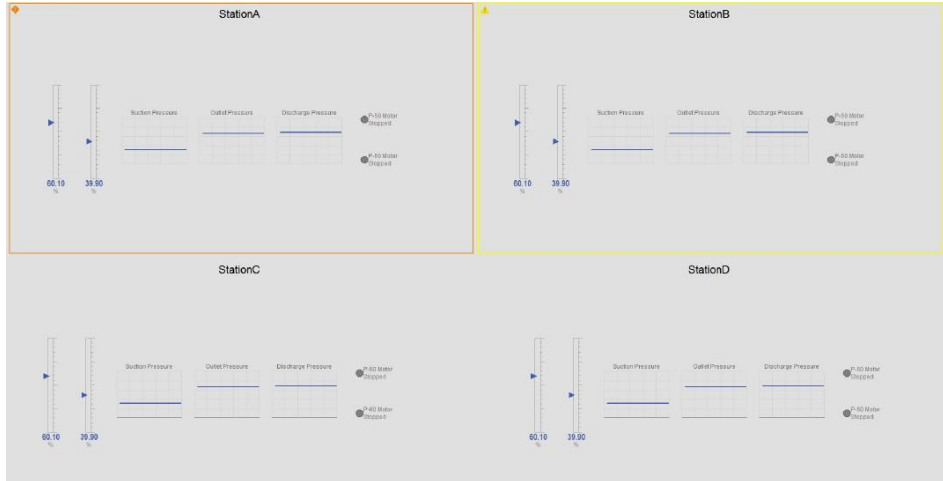 StationA
Suction Pressure
Outlet Pressure
Discharge Pressure
P-50 Motor
Stopped
P-60 Motor
Stopped
60.10
%
39.90
%
StationB
Suction Pressure
Outlet Pressure
Discharge Pressure
P-50 Motor
Stopped
P-60 Motor
Stopped
60.10
%
39.90
%
StationC
Suction Pressure
Outlet Pressure
Discharge Pressure
P-50 Motor
Stopped
P-60 Motor
Stopped
60.10
%
39.90
%
StationD
Suction Pressure
Outlet Pressure
Discharge Pressure
P-50 Motor
Stopped
P-60 Motor
Stopped
60.10
%
39.90
%